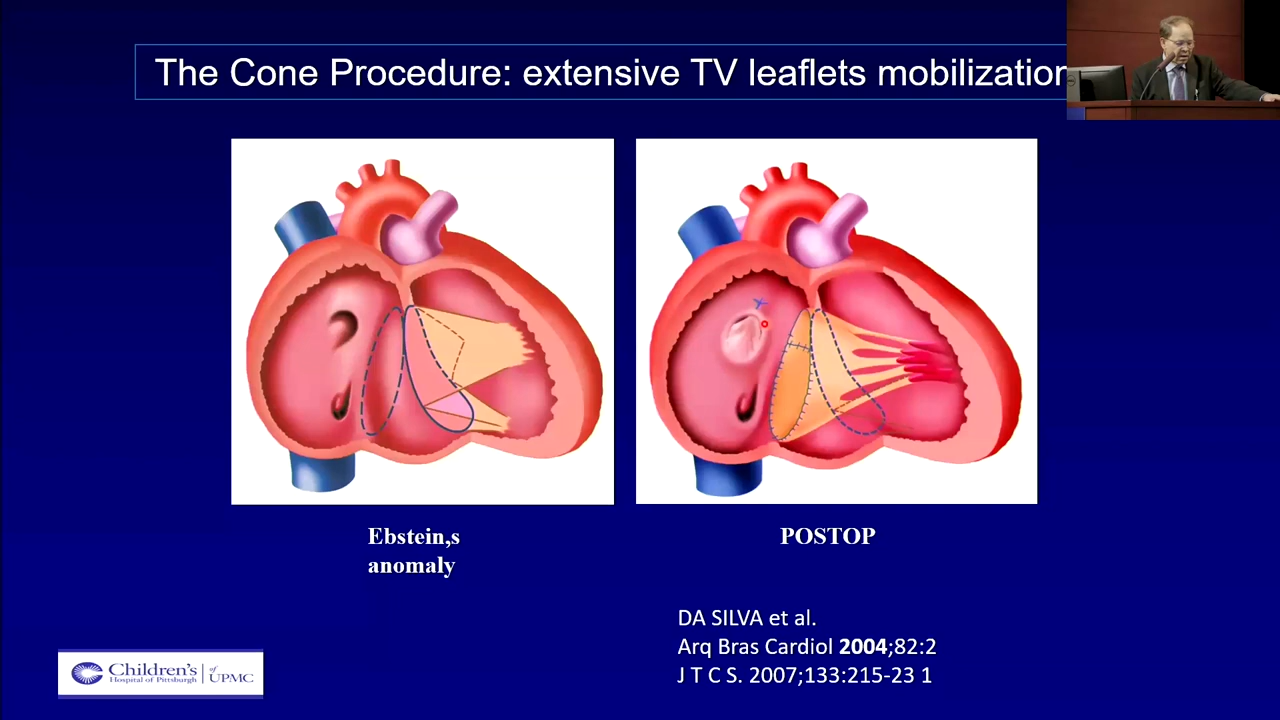 The Cone Procedure: extensive TV leaflets mobilization
Ebstein,s
anomaly
POSTOP
DA SILVA et al.
Arq Bras Cardiol 2004;82:2
J T C S. 2007;133:215-23 1
Children's
Hospital of Pittsburgh
of
UPMC